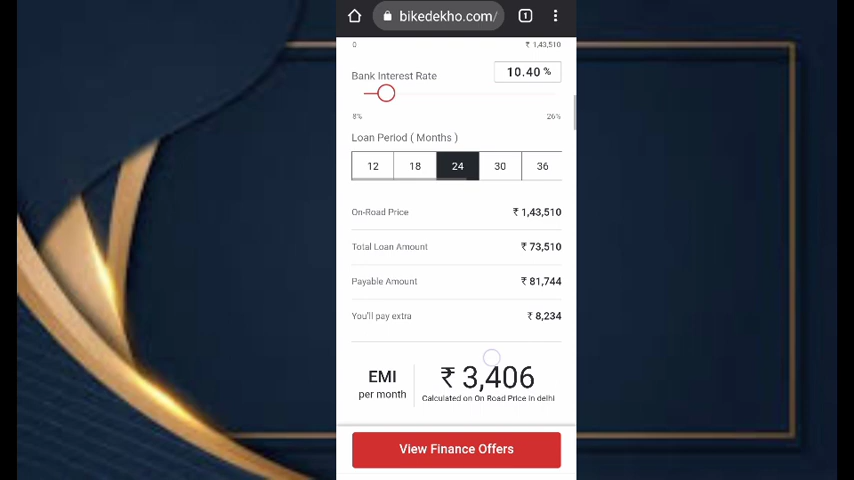 bikedekho.com/ 1
0 ₹ 1,43,510
Bank Interest Rate 10.40 %
8% 26%
Loan Period ( Months )
12 18 24 30 36
On-Road Price ₹ 1,43,510
Total Loan Amount ₹ 73,510
Payable Amount ₹ 81,744
You'll pay extra ₹ 8,234
EMI ₹ 3,406
per month Calculated on On Road Price in delhi
View Finance Offers